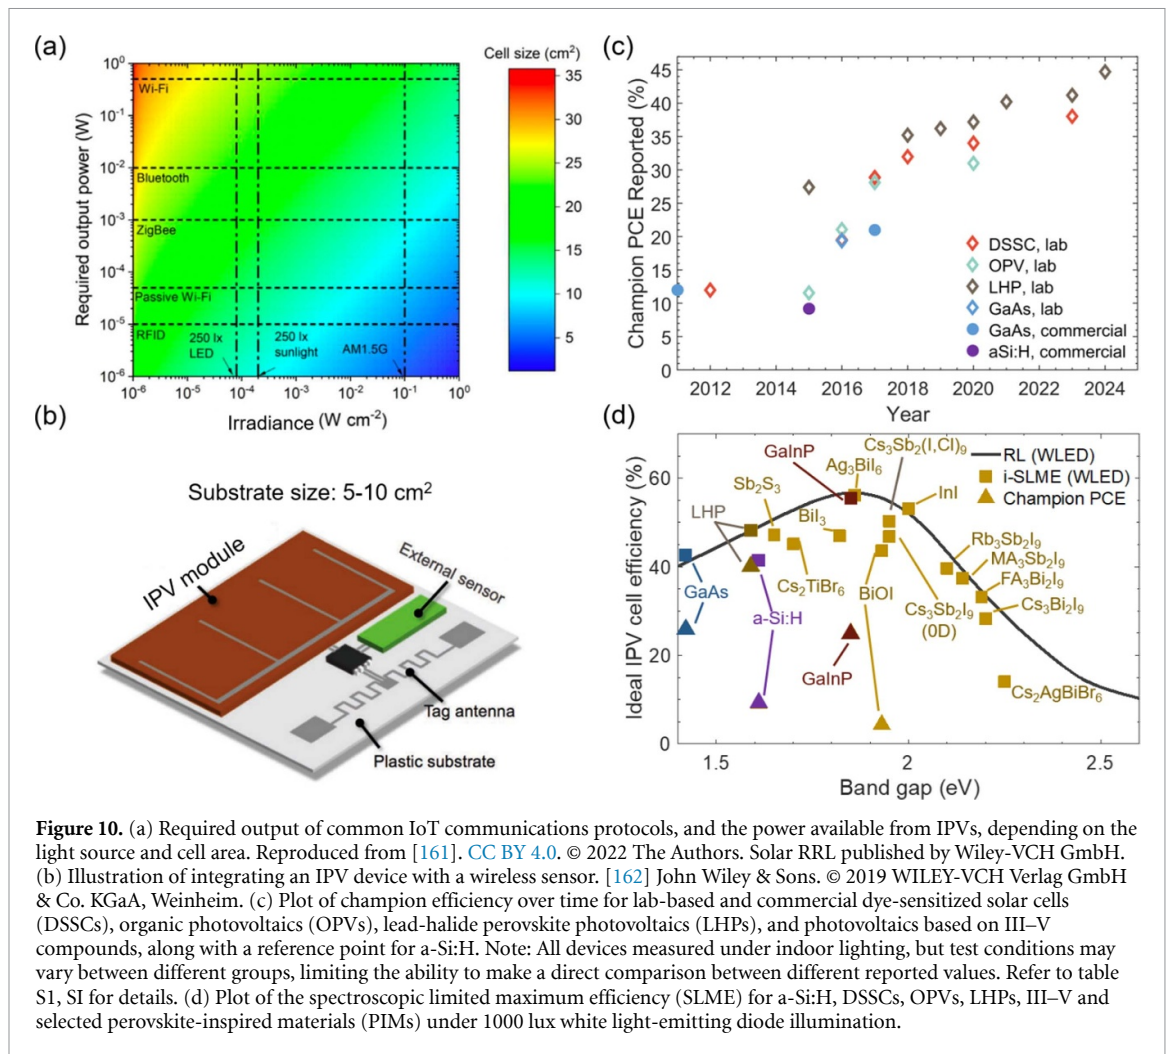 (a)
Cell size (cm²)
10⁰
10⁻¹
10⁻²
10⁻³
10⁻⁴
10⁻⁵
10⁻⁶
Required output power (W)
Wi-Fi
Bluetooth
ZigBee
Passive Wi-Fi
RFID
250 lx
LED
250 lx
sunlight
AM1.5G
10⁻⁶ 10⁻⁵ 10⁻⁴ 10⁻³ 10⁻² 10⁻¹ 10⁰
Irradiance (W cm⁻²)
35
30
25
20
15
10
5
(c)
Champion PCE Reported (%)
45
40
35
30
25
20
15
10
5
0
DSSC, lab
OPV, lab
LHP, lab
GaAs, lab
GaAs, commercial
aSi:H, commercial
2012 2014 2016 2018 2020 2022 2024
Year
(b)
Substrate size: 5-10 cm²
IPV module
External sensor
Tag antenna
Plastic substrate
(d)
Ideal IPV cell efficiency (%)
60
40
20
0
RL (WLED)
i-SLME (WLED)
Champion PCE
Cs₃Sb₂(I,Cl)₉
GaInP
Ag₃BiI₆
Sb₂S₃
InI
LHP
BiI₃
Rb₃Sb₂I₉
MA₃Sb₂I₉
FA₃Bi₂I₉
Cs₃Bi₂I₉
Cs₂TiBr₆
BiOI
GaAs
a-Si:H
Cs₃Sb₂I₉
(0D)
GaInP
Cs₂AgBiBr₆
1.5 2 2.5
Band gap (eV)
Figure 10. (a) Required output of common IoT communications protocols, and the power available from IPVs, depending on the
light source and cell area. Reproduced from [161]. CC BY 4.0. © 2022 The Authors. Solar RRL published by Wiley-VCH GmbH.
(b) Illustration of integrating an IPV device with a wireless sensor. [162] John Wiley & Sons. © 2019 WILEY-VCH Verlag GmbH
& Co. KGaA, Weinheim. (c) Plot of champion efficiency over time for lab-based and commercial dye-sensitized solar cells
(DSSCs), organic photovoltaics (OPVs), lead-halide perovskite photovoltaics (LHPs), and photovoltaics based on III–V
compounds, along with a reference point for a-Si:H. Note: All devices measured under indoor lighting, but test conditions may
vary between different groups, limiting the ability to make a direct comparison between different reported values. Refer to table
S1, SI for details. (d) Plot of the spectroscopic limited maximum efficiency (SLME) for a-Si:H, DSSCs, OPVs, LHPs, III–V and
selected perovskite-inspired materials (PIMs) under 1000 lux white light-emitting diode illumination.